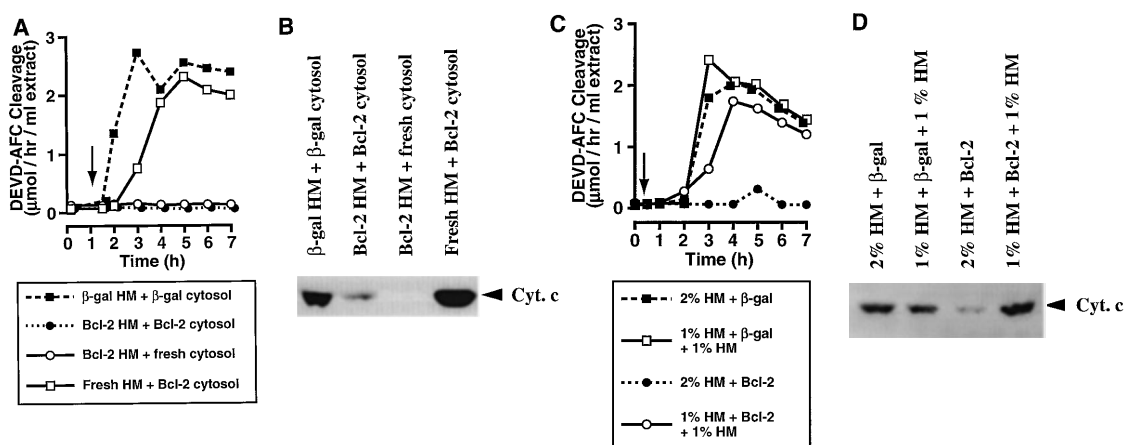 A
DEVD-AFC Cleavage
(µmol / hr / ml extract)
3
2
1
0
0 1 2 3 4 5 6 7
Time (h)
β-gal HM + β-gal cytosol
Bcl-2 HM + Bcl-2 cytosol
Bcl-2 HM + fresh cytosol
Fresh HM + Bcl-2 cytosol
B
β-gal HM + β-gal cytosol
Bcl-2 HM + Bcl-2 cytosol
Bcl-2 HM + fresh cytosol
Fresh HM + Bcl-2 cytosol
Cyt. c
C
DEVD-AFC Cleavage
(µmol / hr / ml extract)
3
2
1
0
0 1 2 3 4 5 6 7
Time (h)
2% HM + β-gal
1% HM + β-gal
+ 1% HM
2% HM + Bcl-2
1% HM + Bcl-2
+ 1% HM
D
2% HM + β-gal
1% HM + β-gal + 1% HM
2% HM + Bcl-2
1% HM + Bcl-2 + 1% HM
Cyt. c